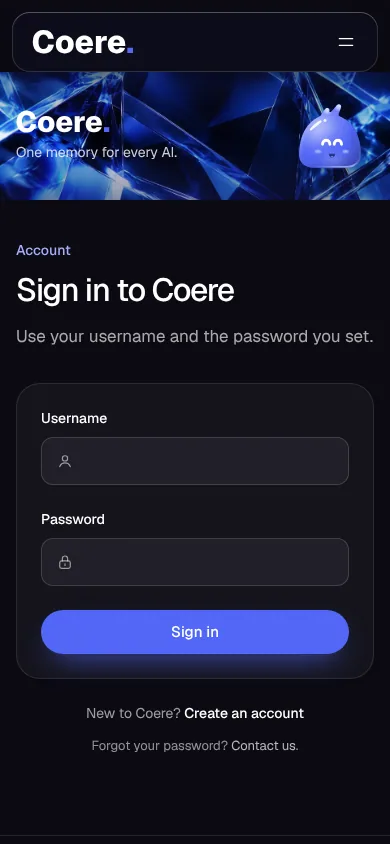 Coere.
Coere.
One memory for every AI.
Account
Sign in to Coere
Use your username and the password you set.
Username
Password
Sign in
New to Coere? Create an account
Forgot your password? Contact us.